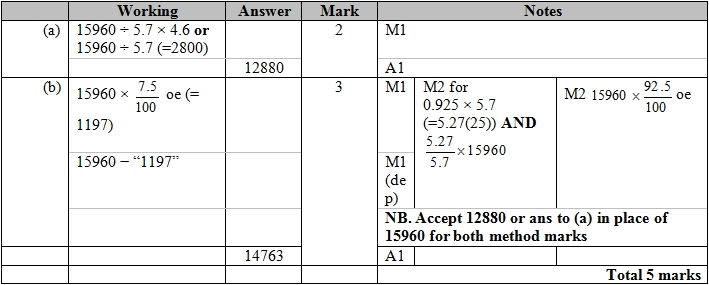 Working Answer Mark Notes
(a) 15960 ÷ 5.7 × 4.6 or 2 M1
15960 ÷ 5.7 (=2800)
12880 A1
(b) 15960 × 7.5/100 oe (= 3 M1 M2 for M2 15960 × 92.5/100 oe
1197) 0.925 × 5.7
(=5.27(25)) AND
5.27/5.7 ×15960
15960 – “1197” M1
(de
p)
NB. Accept 12880 or ans to (a) in place of
15960 for both method marks
14763 A1
Total 5 marks